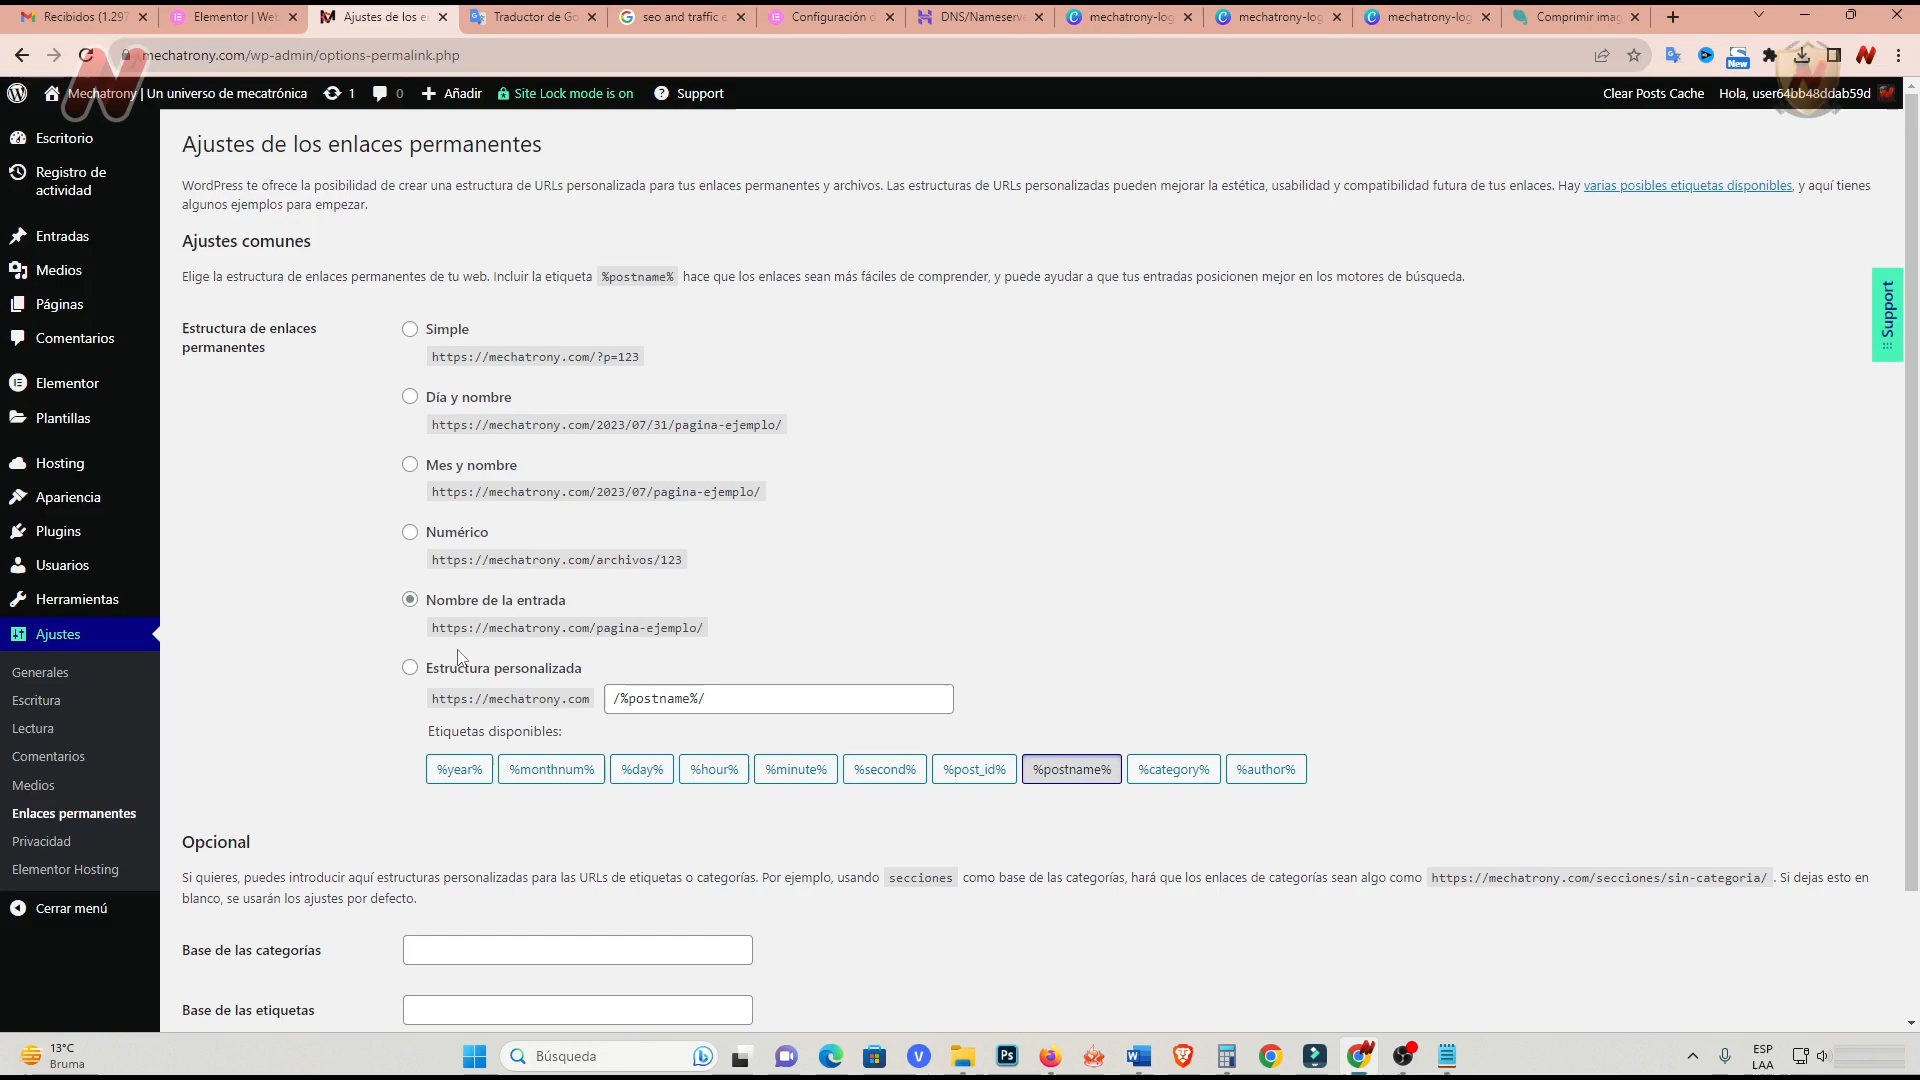 Recibidos (1.297
Elementor | Web
Ajustes de los e
Traductor de Go
seo and traffic e
Configuración d
DNS/Nameserv
mechatrony-log
mechatrony-log
mechatrony-log
Comprimir imag
mechatrony.com/wp-admin/options-permalink.php
New
Mechatrony | Un universo de mecatrónica
1
0
Añadir
Site Lock mode is on
Support
Clear Posts Cache
Hola, user64bb48ddab59d
Escritorio
Registro de
actividad
Entradas
Medios
Páginas
Comentarios
Elementor
Plantillas
Hosting
Apariencia
Plugins
Usuarios
Herramientas
Ajustes
Generales
Escritura
Lectura
Comentarios
Medios
Enlaces permanentes
Privacidad
Elementor Hosting
Cerrar menú
Ajustes de los enlaces permanentes
WordPress te ofrece la posibilidad de crear una estructura de URLs personalizada para tus enlaces permanentes y archivos. Las estructuras de URLs personalizadas pueden mejorar la estética, usabilidad y compatibilidad futura de tus enlaces. Hay varias posibles etiquetas disponibles, y aquí tienes
algunos ejemplos para empezar.
Ajustes comunes
Elige la estructura de enlaces permanentes de tu web. Incluir la etiqueta %postname% hace que los enlaces sean más fáciles de comprender, y puede ayudar a que tus entradas posicionen mejor en los motores de búsqueda.
Estructura de enlaces
permanentes
Simple
https://mechatrony.com/?p=123
Día y nombre
https://mechatrony.com/2023/07/31/pagina-ejemplo/
Mes y nombre
https://mechatrony.com/2023/07/pagina-ejemplo/
Numérico
https://mechatrony.com/archivos/123
Nombre de la entrada
https://mechatrony.com/pagina-ejemplo/
Estructura personalizada
https://mechatrony.com /%postname%/
Etiquetas disponibles:
%year% %monthnum% %day% %hour% %minute% %second% %post_id% %postname% %category% %author%
Opcional
Si quieres, puedes introducir aquí estructuras personalizadas para las URLs de etiquetas o categorías. Por ejemplo, usando secciones como base de las categorías, hará que los enlaces de categorías sean algo como https://mechatrony.com/secciones/sin-categoria/ . Si dejas esto en
blanco, se usarán los ajustes por defecto.
Base de las categorías
Base de las etiquetas
Support
13°C
Bruma
Búsqueda
ESP
LAA